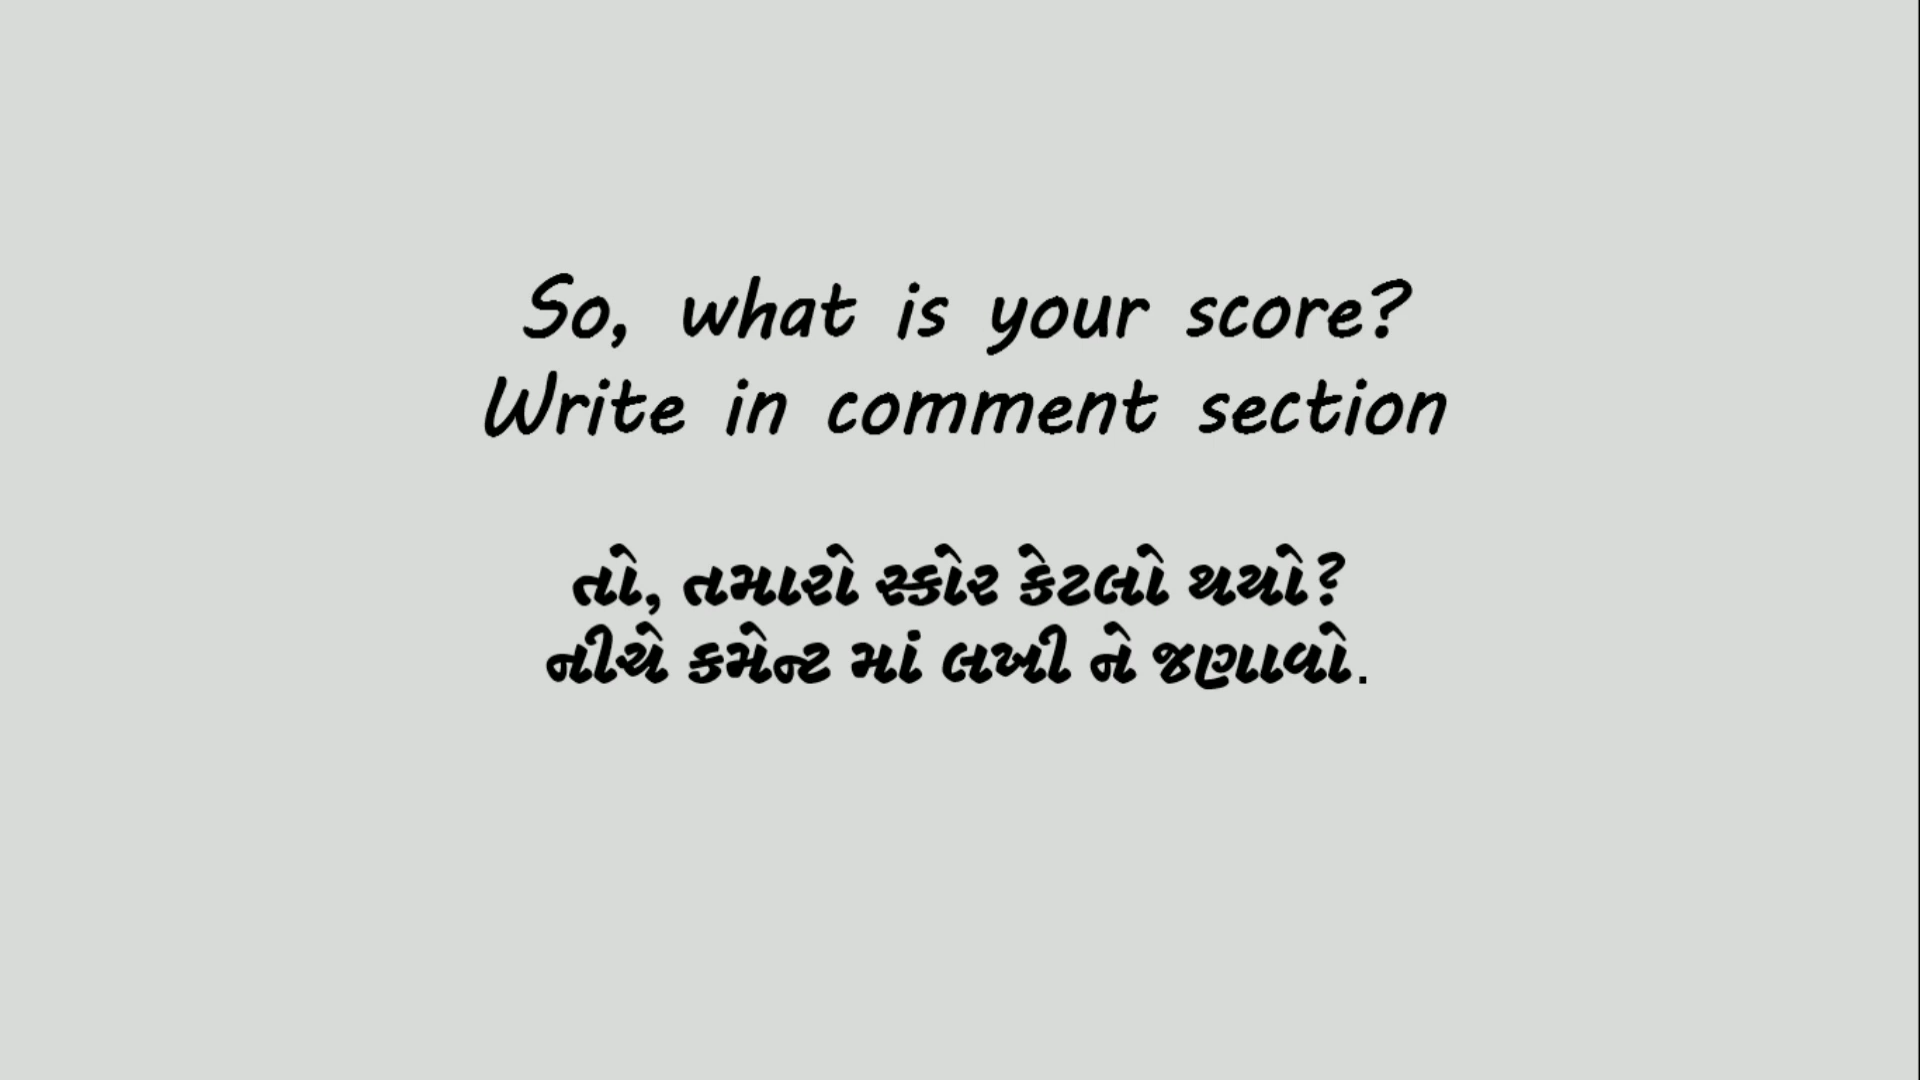 So, what is your score?
Write in comment section
તો, તમારો સ્કોર કેટલો થયો?
નીચે કમેન્ટ માં લખી ને જણાવો.